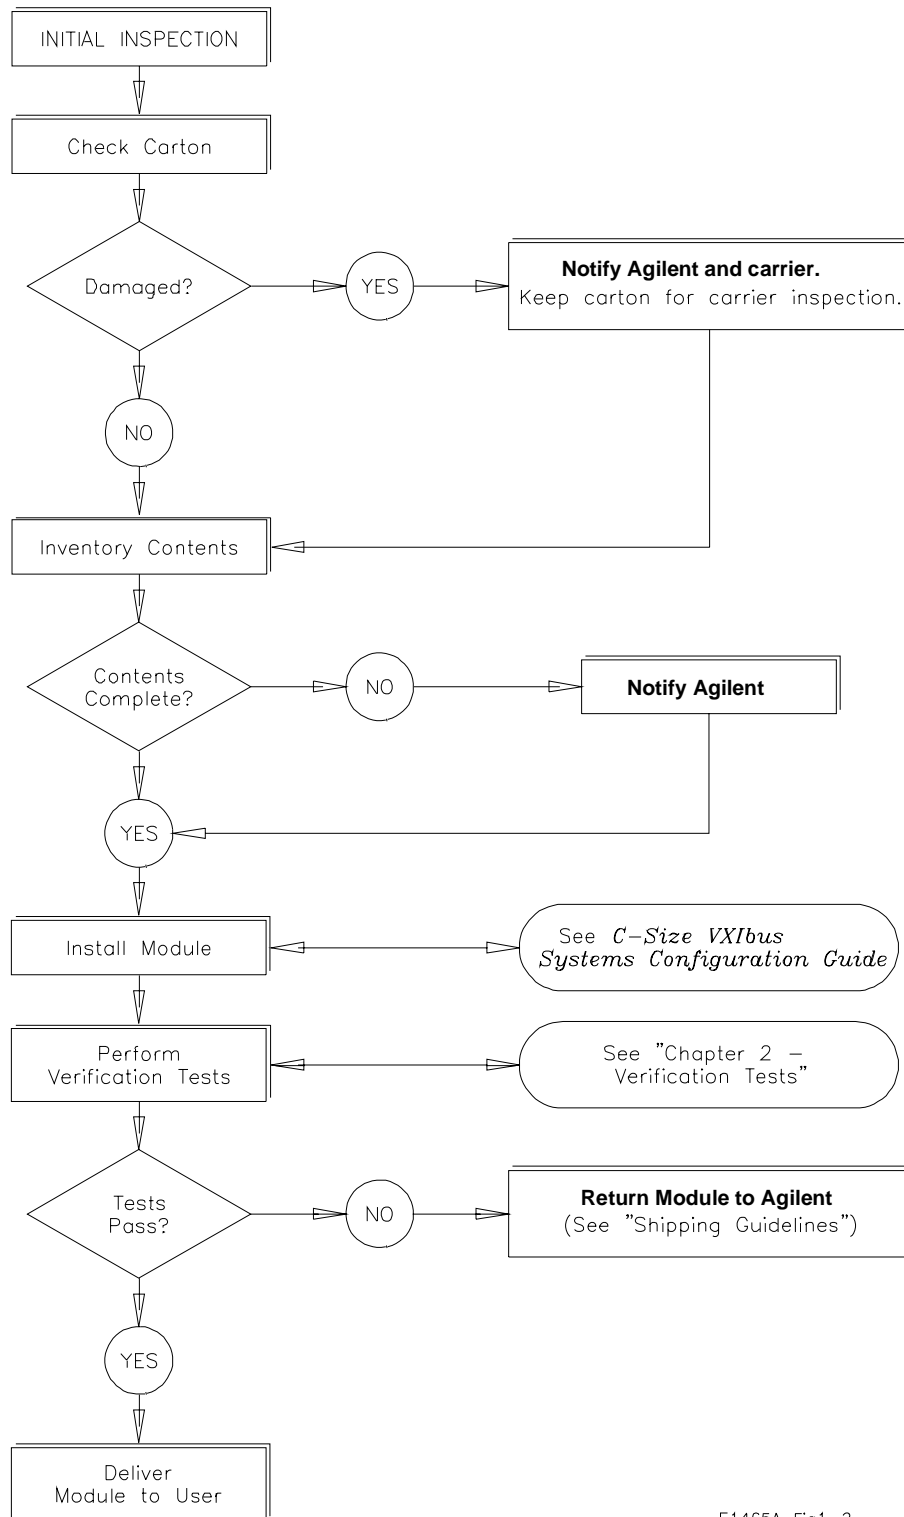 INITIAL INSPECTION
Check Carton
Damaged?
YES
Notify Agilent and carrier.
Keep carton for carrier inspection.
NO
Inventory Contents
Contents
Complete?
NO
Notify Agilent
YES
Install Module
See C-Size VXIbus
Systems Configuration Guide
Perform
Verification Tests
See "Chapter 2 –
Verification Tests"
Tests
Pass?
NO
Return Module to Agilent
(See "Shipping Guidelines")
YES
Deliver
Module to User